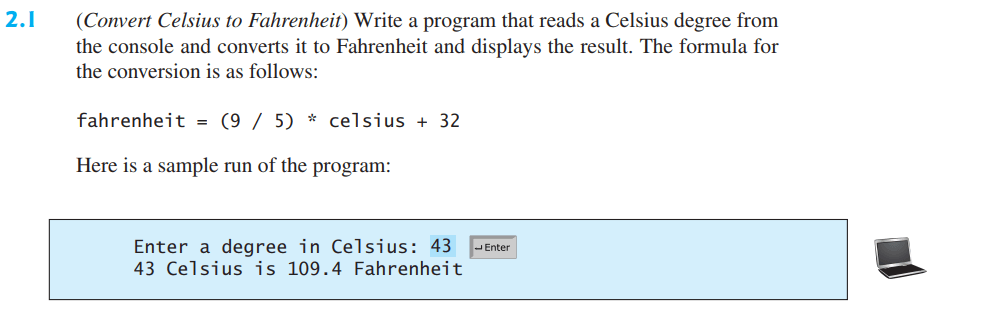 2.1 (Convert Celsius to Fahrenheit) Write a program that reads a Celsius degree from
the console and converts it to Fahrenheit and displays the result. The formula for
the conversion is as follows:
fahrenheit = (9 / 5) * celsius + 32
Here is a sample run of the program:
Enter a degree in Celsius: 43 ↵Enter
43 Celsius is 109.4 Fahrenheit